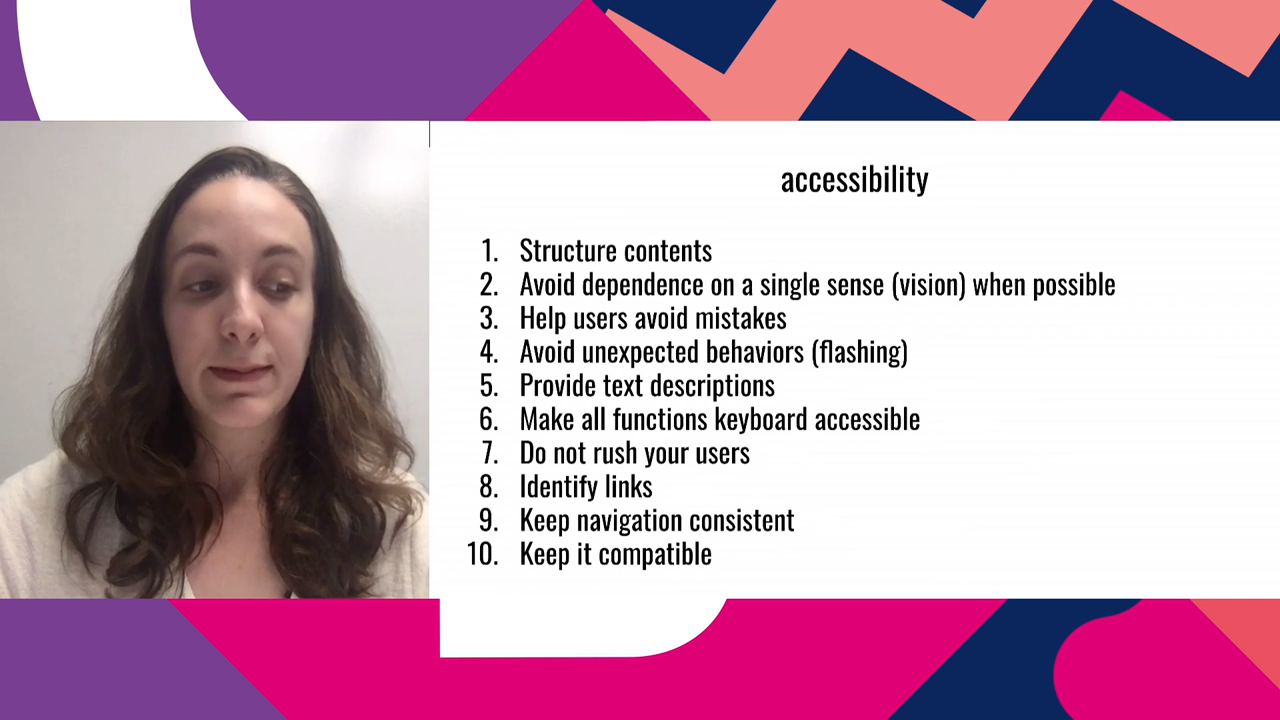 accessibility
1. Structure contents
2. Avoid dependence on a single sense (vision) when possible
3. Help users avoid mistakes
4. Avoid unexpected behaviors (flashing)
5. Provide text descriptions
6. Make all functions keyboard accessible
7. Do not rush your users
8. Identify links
9. Keep navigation consistent
10. Keep it compatible